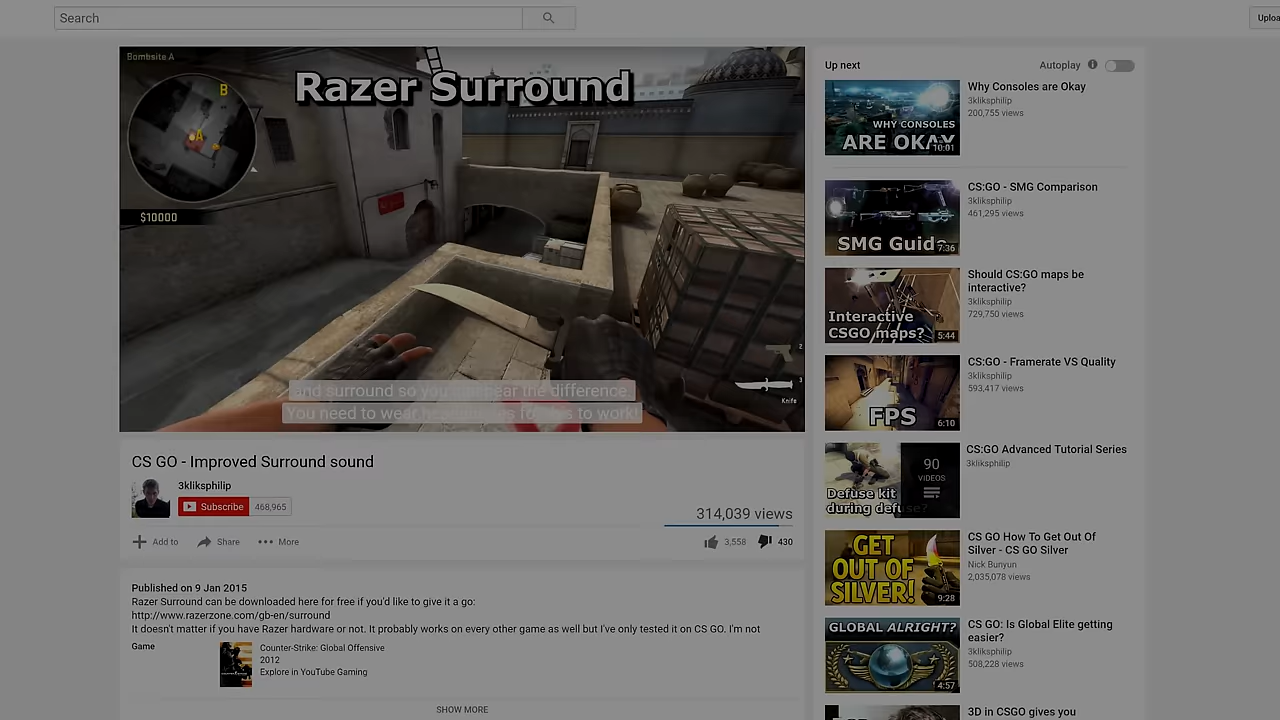 Search
Uploa
Bombsite A
B
A
$10000
Razer Surround
2
3
Knife
and surround so you can hear the difference.
You need to wear headphones for this to work!
CS GO - Improved Surround sound
3kliksphilip
Subscribe 468,965
314,039 views
Add to Share More 3,558 430
Published on 9 Jan 2015
Razer Surround can be downloaded here for free if you'd like to give it a go:
http://www.razerzone.com/gb-en/surround
It doesn't matter if you have Razer hardware or not. It probably works on every other game as well but I've only tested it on CS GO. I'm not
Game
Counter-Strike: Global Offensive
2012
Explore in YouTube Gaming
SHOW MORE
Up next
Autoplay
WHY CONSOLES
ARE OKAY
10:01
Why Consoles are Okay
3kliksphilip
200,755 views
SMG Guide
7:36
CS:GO - SMG Comparison
3kliksphilip
461,295 views
Interactive
CSGO maps?
5:44
Should CS:GO maps be
interactive?
3kliksphilip
729,750 views
FPS
6:10
CS:GO - Framerate VS Quality
3kliksphilip
593,417 views
Defuse kit
during defuse?
90
VIDEOS
CS:GO Advanced Tutorial Series
3kliksphilip
GET
OUT OF
SILVER!
9:28
CS GO How To Get Out Of
Silver - CS GO Silver
Nick Bunyun
2,035,078 views
GLOBAL ALRIGHT?
4:57
CS GO: Is Global Elite getting
easier?
3kliksphilip
508,228 views
3D in CSGO gives you